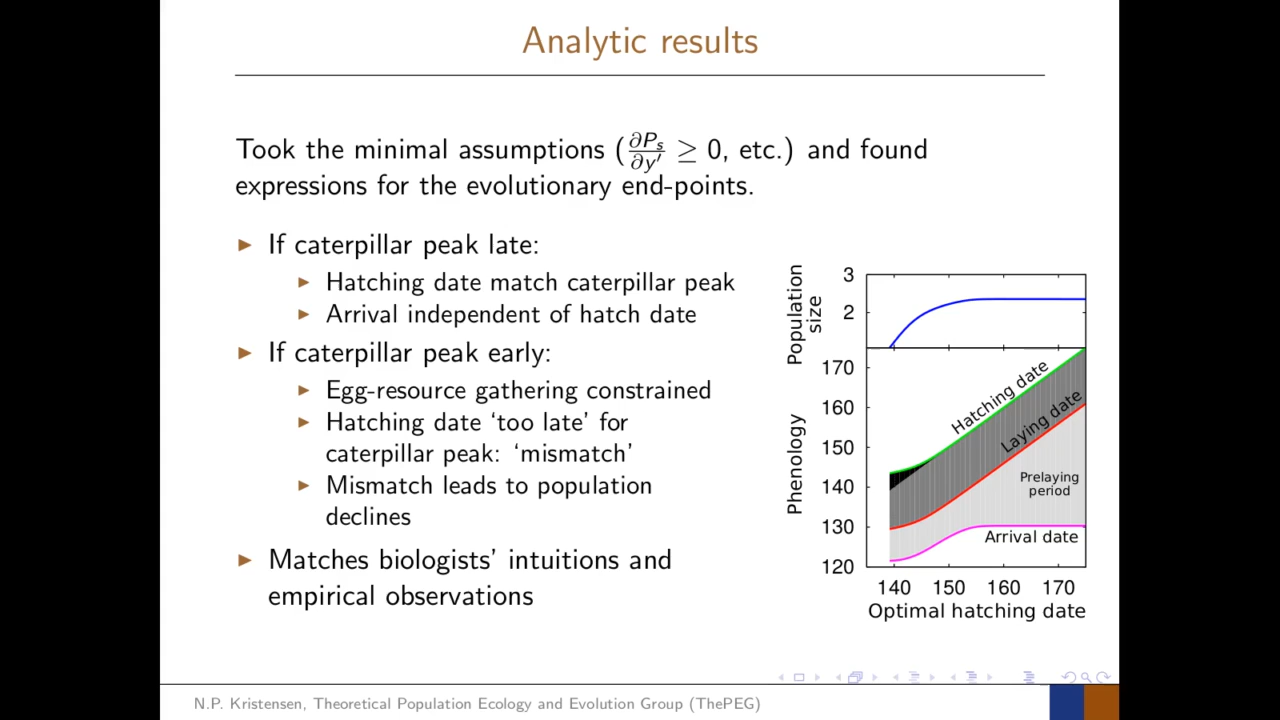 Analytic results
Took the minimal assumptions (∂Pₛ/∂y′ ≥ 0, etc.) and found
expressions for the evolutionary end-points.
If caterpillar peak late:
Hatching date match caterpillar peak
Arrival independent of hatch date
If caterpillar peak early:
Egg-resource gathering constrained
Hatching date ‘too late’ for
caterpillar peak: ‘mismatch’
Mismatch leads to population
declines
Matches biologists’ intuitions and
empirical observations
Population
size
3
2
Phenology
170
160
150
140
130
120
Hatching date
Laying date
Prelaying
period
Arrival date
140 150 160 170
Optimal hatching date
N.P. Kristensen, Theoretical Population Ecology and Evolution Group (ThePEG)